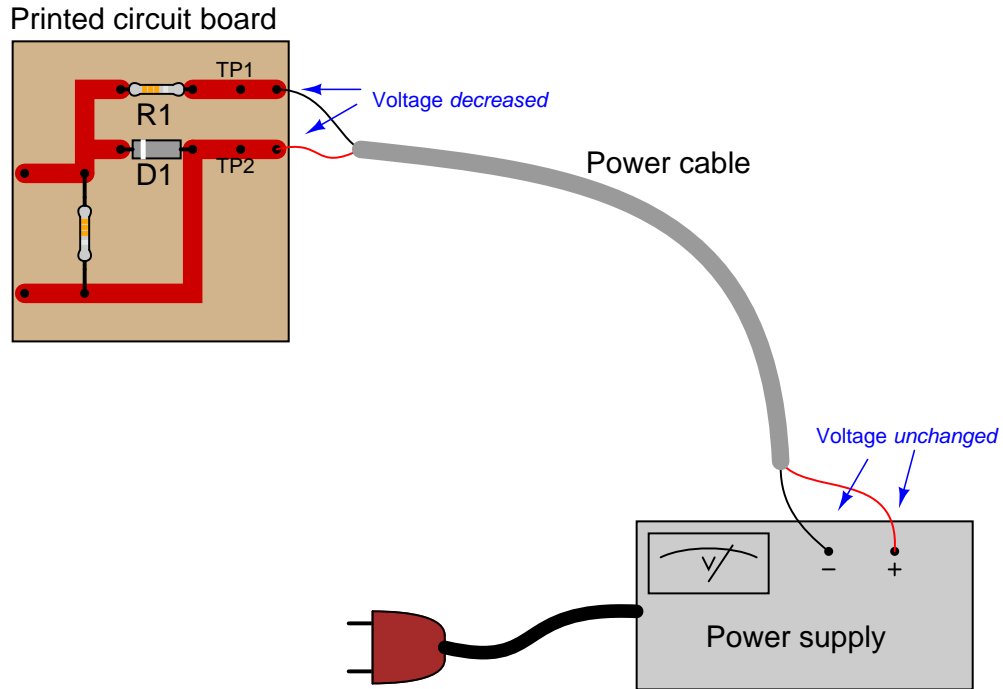 Printed circuit board
TP1
R1
Voltage decreased
D1
TP2
Power cable
Voltage unchanged
V
− +
Power supply